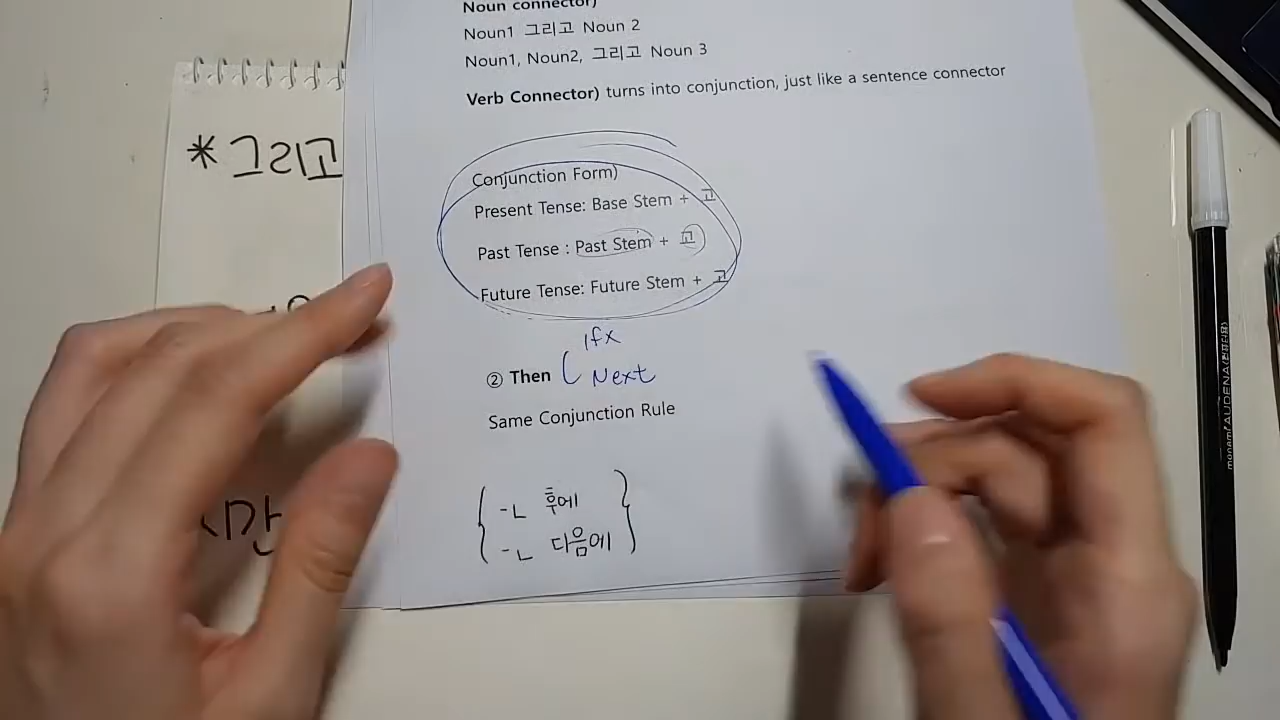 Noun connector)
Noun1 그리고 Noun 2
Noun1, Noun2, 그리고 Noun 3
Verb Connector) turns into conjunction, just like a sentence connector
*그리고
Conjunction Form)
Present Tense: Base Stem + 고
Past Tense : Past Stem + 고
Future Tense: Future Stem + 고
If x
② Then ( Next
Same Conjunction Rule
-ㄴ 후에
-ㄴ 다음에
만
monami AUDENA